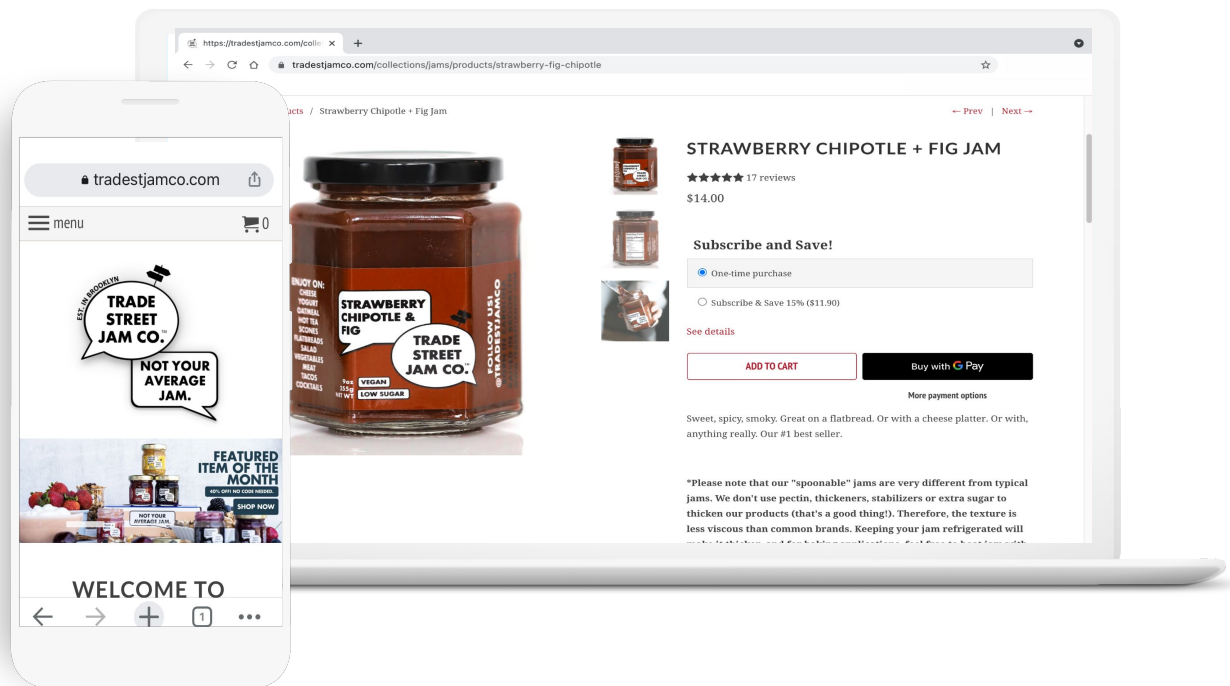 https://tradestjamco.com/colle
tradestjamco.com/collections/jams/products/strawberry-fig-chipotle
ucts / Strawberry Chipotle + Fig Jam
← Prev | Next →
ENJOY ON:
CHEESE
YOGURT
OATMEAL
HOT TEA
SCONES
FLATBREADS
SALAD
VEGETABLES
MEAT
TACOS
COCKTAILS
STRAWBERRY
CHIPOTLE &
FIG
TRADE
STREET
JAM CO.
9oz
255g
NET WT
VEGAN
LOW SUGAR
FOLLOW US!
@TRADESTJAMCO
STRAWBERRY CHIPOTLE + FIG JAM
★★★★★ 17 reviews
$14.00
Subscribe and Save!
One-time purchase
Subscribe & Save 15% ($11.90)
See details
ADD TO CART
Buy with G Pay
More payment options
Sweet, spicy, smoky. Great on a flatbread. Or with a cheese platter. Or with,
anything really. Our #1 best seller.
*Please note that our "spoonable" jams are very different from typical
jams. We don't use pectin, thickeners, stabilizers or extra sugar to
thicken our products (that's a good thing!). Therefore, the texture is
less viscous than common brands. Keeping your jam refrigerated will
tradestjamco.com
menu
0
EST. IN BROOKLYN
TRADE
STREET
JAM CO.™
NOT YOUR
AVERAGE
JAM.
FEATURED
ITEM OF THE
MONTH
40% OFF! NO CODE NEEDED.
SHOP NOW
NOT YOUR
AVERAGE JAM.
WELCOME TO
1